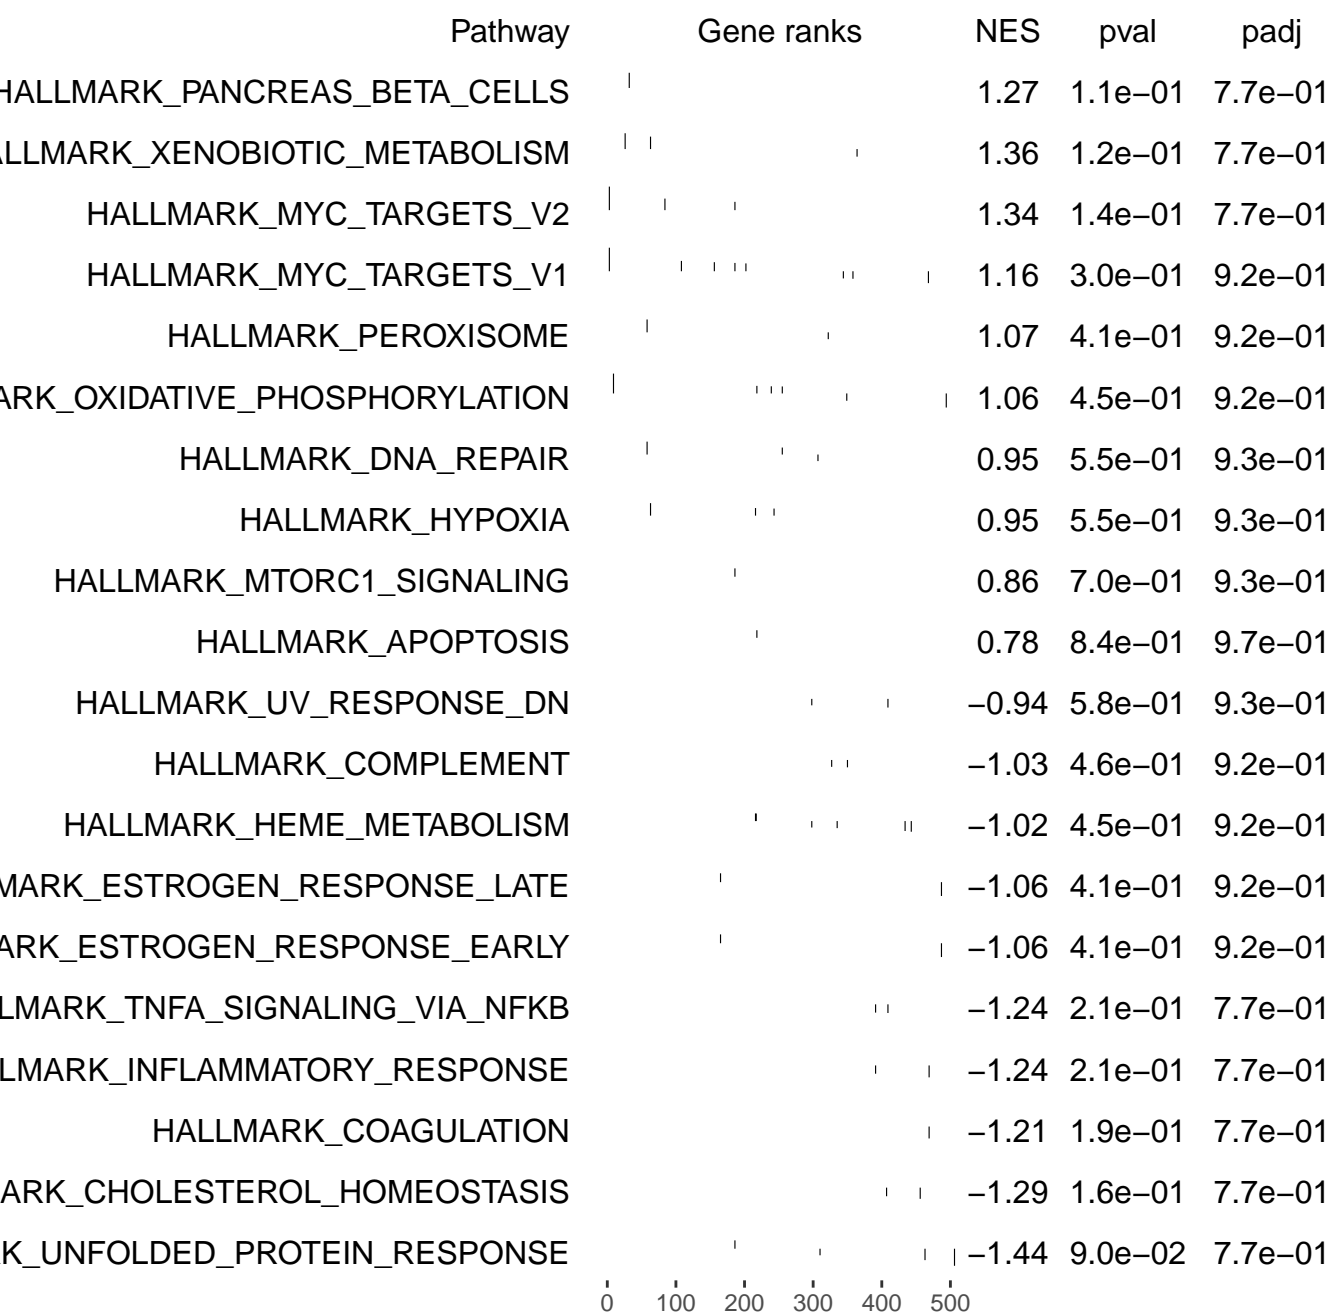 Pathway Gene ranks NES pval padj
HALLMARK_PANCREAS_BETA_CELLS 1.27 1.1e−01 7.7e−01
ALLMARK_XENOBIOTIC_METABOLISM 1.36 1.2e−01 7.7e−01
HALLMARK_MYC_TARGETS_V2 1.34 1.4e−01 7.7e−01
HALLMARK_MYC_TARGETS_V1 1.16 3.0e−01 9.2e−01
HALLMARK_PEROXISOME 1.07 4.1e−01 9.2e−01
ARK_OXIDATIVE_PHOSPHORYLATION 1.06 4.5e−01 9.2e−01
HALLMARK_DNA_REPAIR 0.95 5.5e−01 9.3e−01
HALLMARK_HYPOXIA 0.95 5.5e−01 9.3e−01
HALLMARK_MTORC1_SIGNALING 0.86 7.0e−01 9.3e−01
HALLMARK_APOPTOSIS 0.78 8.4e−01 9.7e−01
HALLMARK_UV_RESPONSE_DN −0.94 5.8e−01 9.3e−01
HALLMARK_COMPLEMENT −1.03 4.6e−01 9.2e−01
HALLMARK_HEME_METABOLISM −1.02 4.5e−01 9.2e−01
MARK_ESTROGEN_RESPONSE_LATE −1.06 4.1e−01 9.2e−01
ARK_ESTROGEN_RESPONSE_EARLY −1.06 4.1e−01 9.2e−01
LMARK_TNFA_SIGNALING_VIA_NFKB −1.24 2.1e−01 7.7e−01
LMARK_INFLAMMATORY_RESPONSE −1.24 2.1e−01 7.7e−01
HALLMARK_COAGULATION −1.21 1.9e−01 7.7e−01
ARK_CHOLESTEROL_HOMEOSTASIS −1.29 1.6e−01 7.7e−01
K_UNFOLDED_PROTEIN_RESPONSE −1.44 9.0e−02 7.7e−01
0 100 200 300 400 500